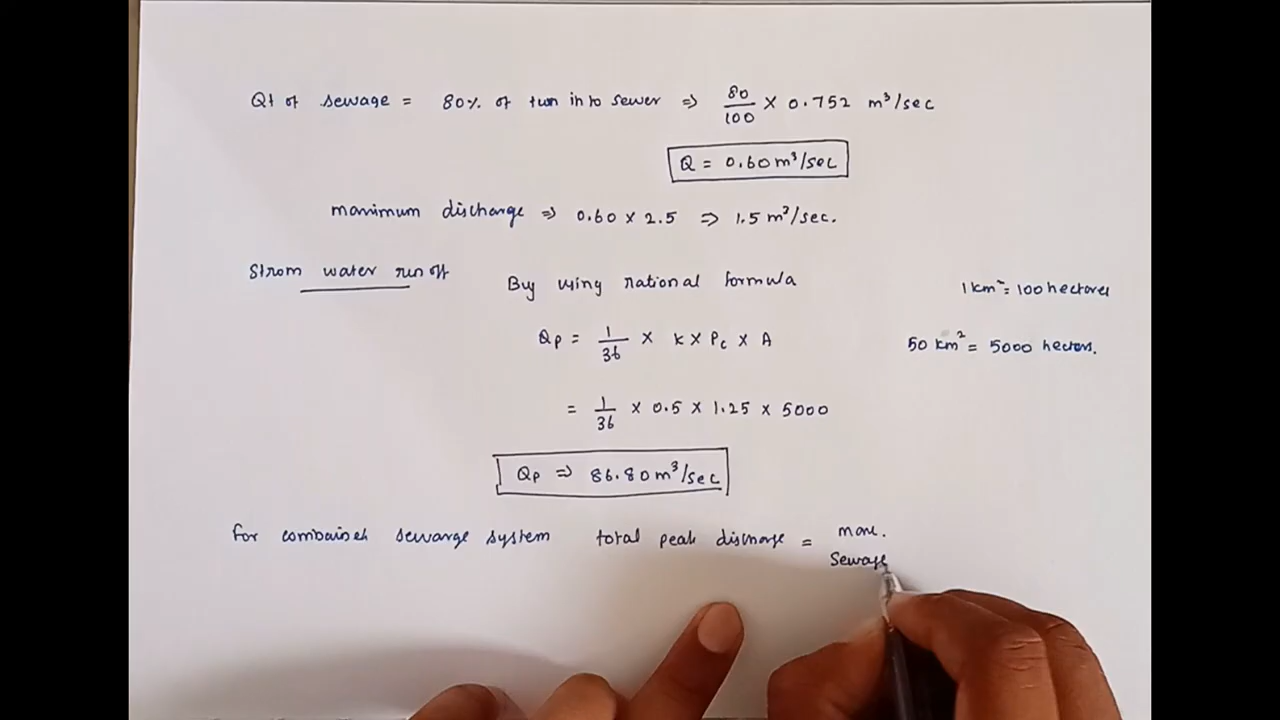 Qt of sewage = 80% of turn in to sewer ⇒ 80/100 × 0.752 m³/sec
Q = 0.60 m³/sec
maximum discharge ⇒ 0.60 × 2.5 ⇒ 1.5 m³/sec.
Strom water run off
By using rational formula
1 km² = 100 hectores
Qp = 1/36 × K × Pc × A
50 km² = 5000 hectors.
= 1/36 × 0.5 × 1.25 × 5000
Qp ⇒ 86.80 m³/sec
for combained sewarge system total peak discharge = max.
Sewage